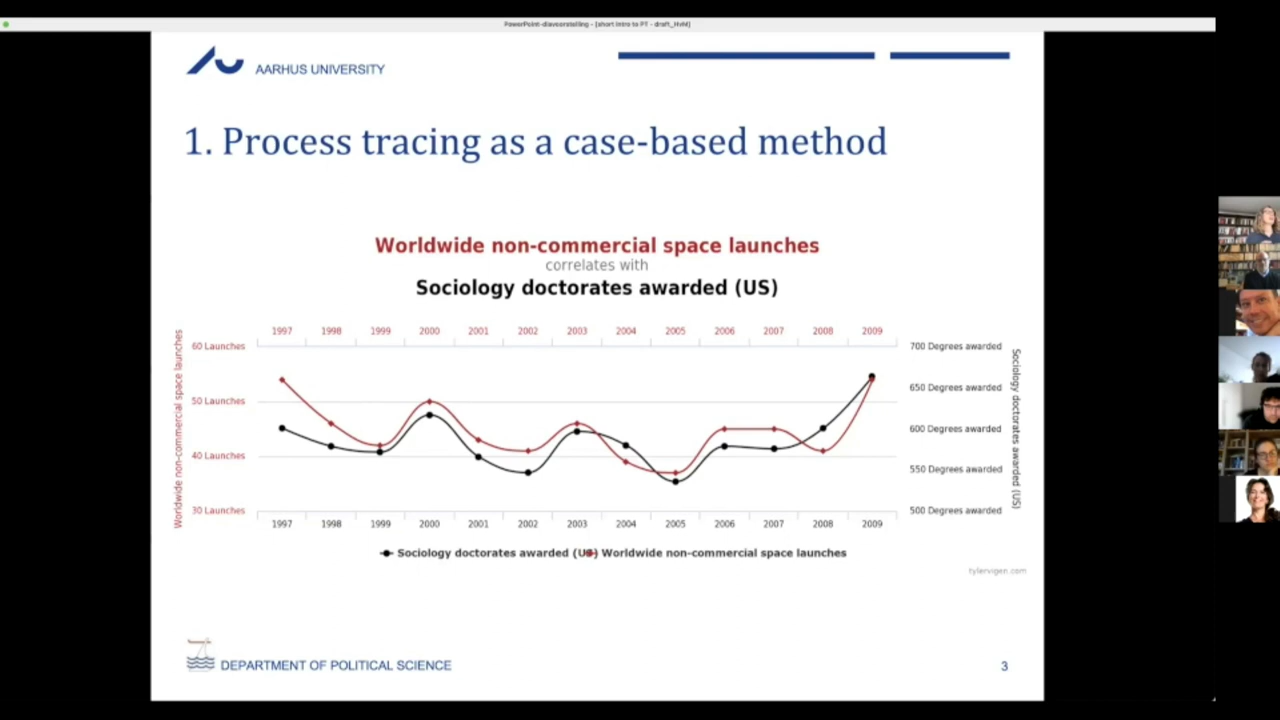 PowerPoint-diavoorstelling - [short intro to PT - draft_HvM]
AARHUS UNIVERSITY
1. Process tracing as a case-based method
Worldwide non-commercial space launches
correlates with
Sociology doctorates awarded (US)
1997 1998 1999 2000 2001 2002 2003 2004 2005 2006 2007 2008 2009
60 Launches
50 Launches
40 Launches
30 Launches
Worldwide non-commercial space launches
700 Degrees awarded
650 Degrees awarded
600 Degrees awarded
550 Degrees awarded
500 Degrees awarded
Sociology doctorates awarded (US)
1997 1998 1999 2000 2001 2002 2003 2004 2005 2006 2007 2008 2009
Sociology doctorates awarded (US) Worldwide non-commercial space launches
tylervigen.com
DEPARTMENT OF POLITICAL SCIENCE
3